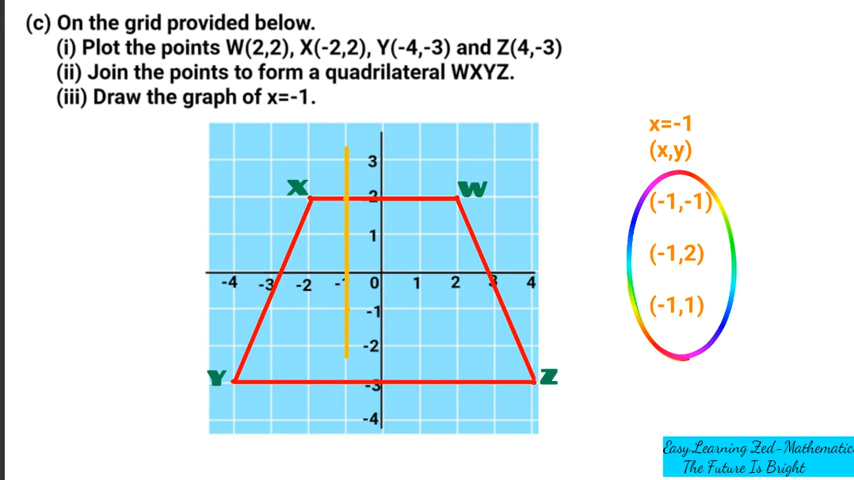 (c) On the grid provided below.
(i) Plot the points W(2,2), X(-2,2), Y(-4,-3) and Z(4,-3)
(ii) Join the points to form a quadrilateral WXYZ.
(iii) Draw the graph of x=-1.
x=-1
(x,y)
(-1,-1)
(-1,2)
(-1,1)
3
X W
2
1
-4 -3 -2 -1 0 1 2 3 4
-1
-2
Y Z
-3
-4
Easy Learning Zed-Mathematic
The Future Is Bright